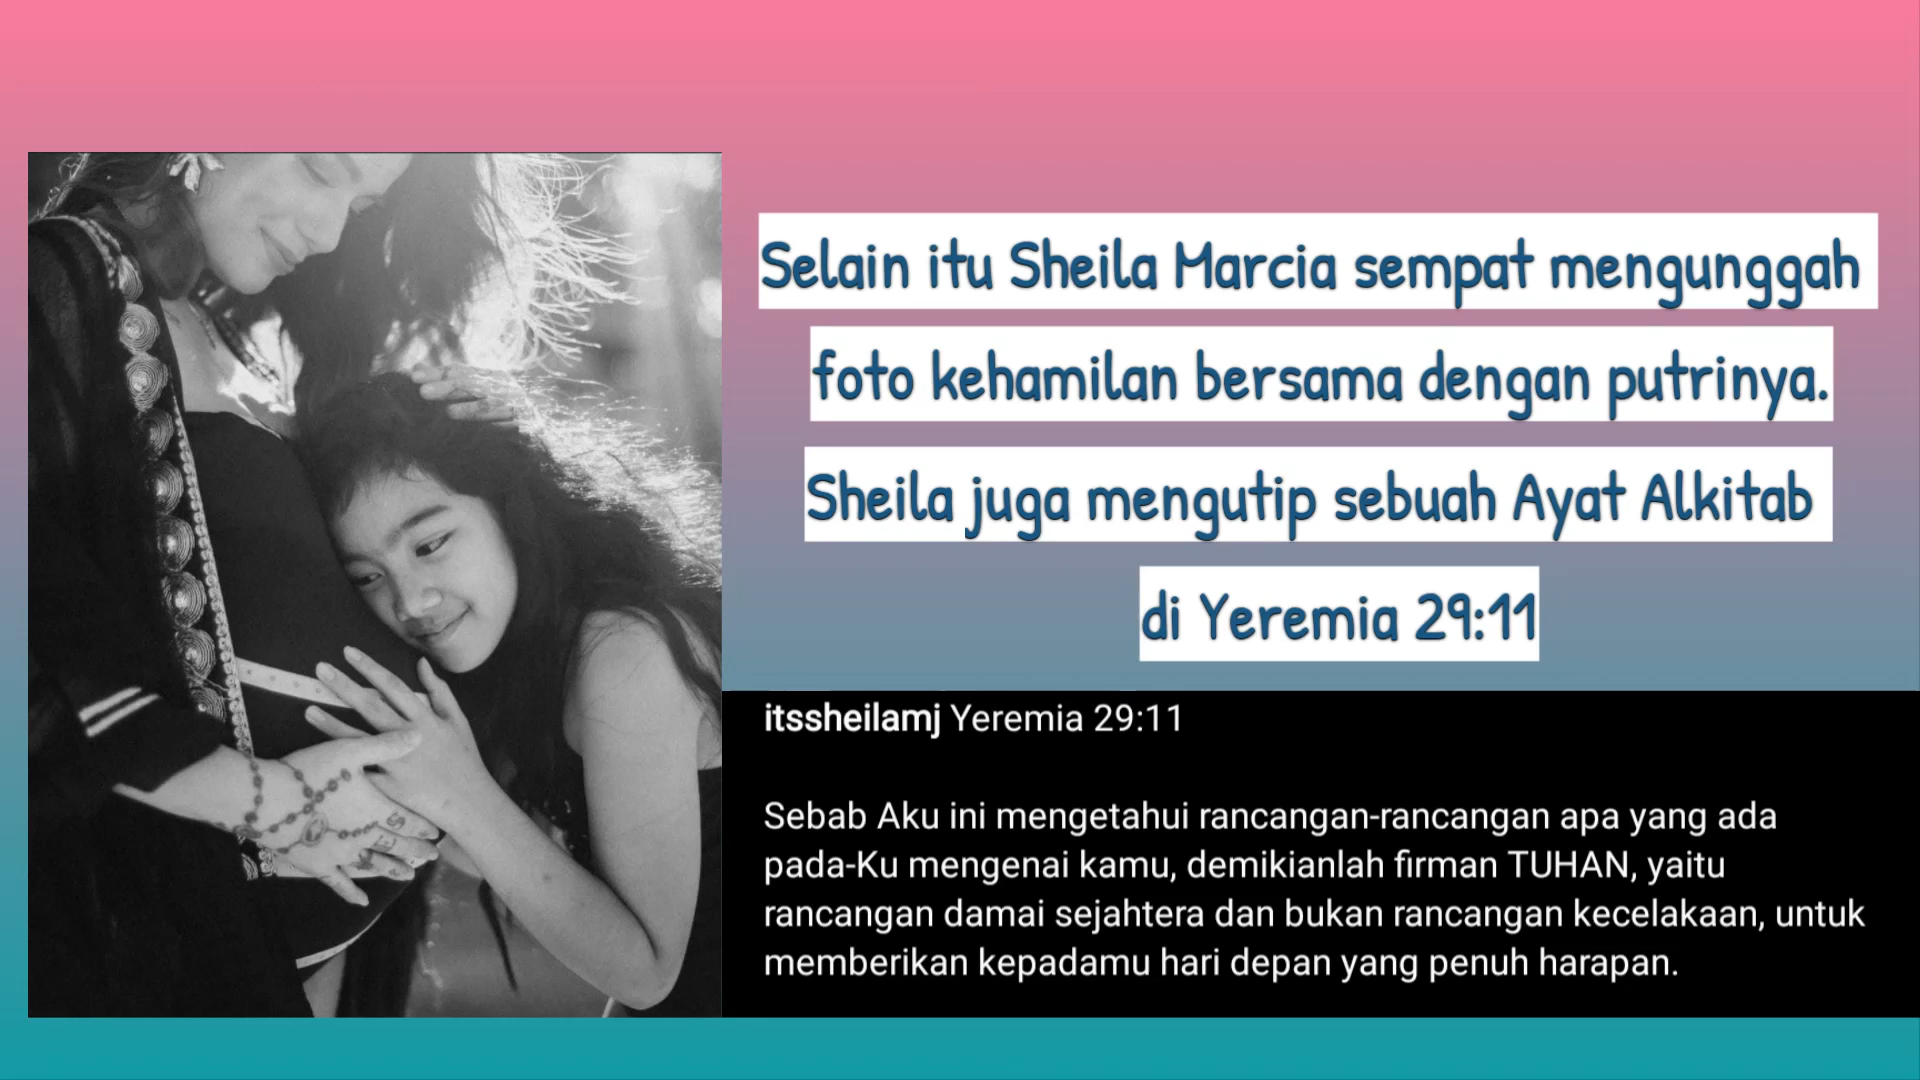 Selain itu Sheila Marcia sempat mengunggah
foto kehamilan bersama dengan putrinya.
Sheila juga mengutip sebuah Ayat Alkitab
di Yeremia 29:11
itssheilamj Yeremia 29:11
Sebab Aku ini mengetahui rancangan-rancangan apa yang ada
pada-Ku mengenai kamu, demikianlah firman TUHAN, yaitu
rancangan damai sejahtera dan bukan rancangan kecelakaan, untuk
memberikan kepadamu hari depan yang penuh harapan.